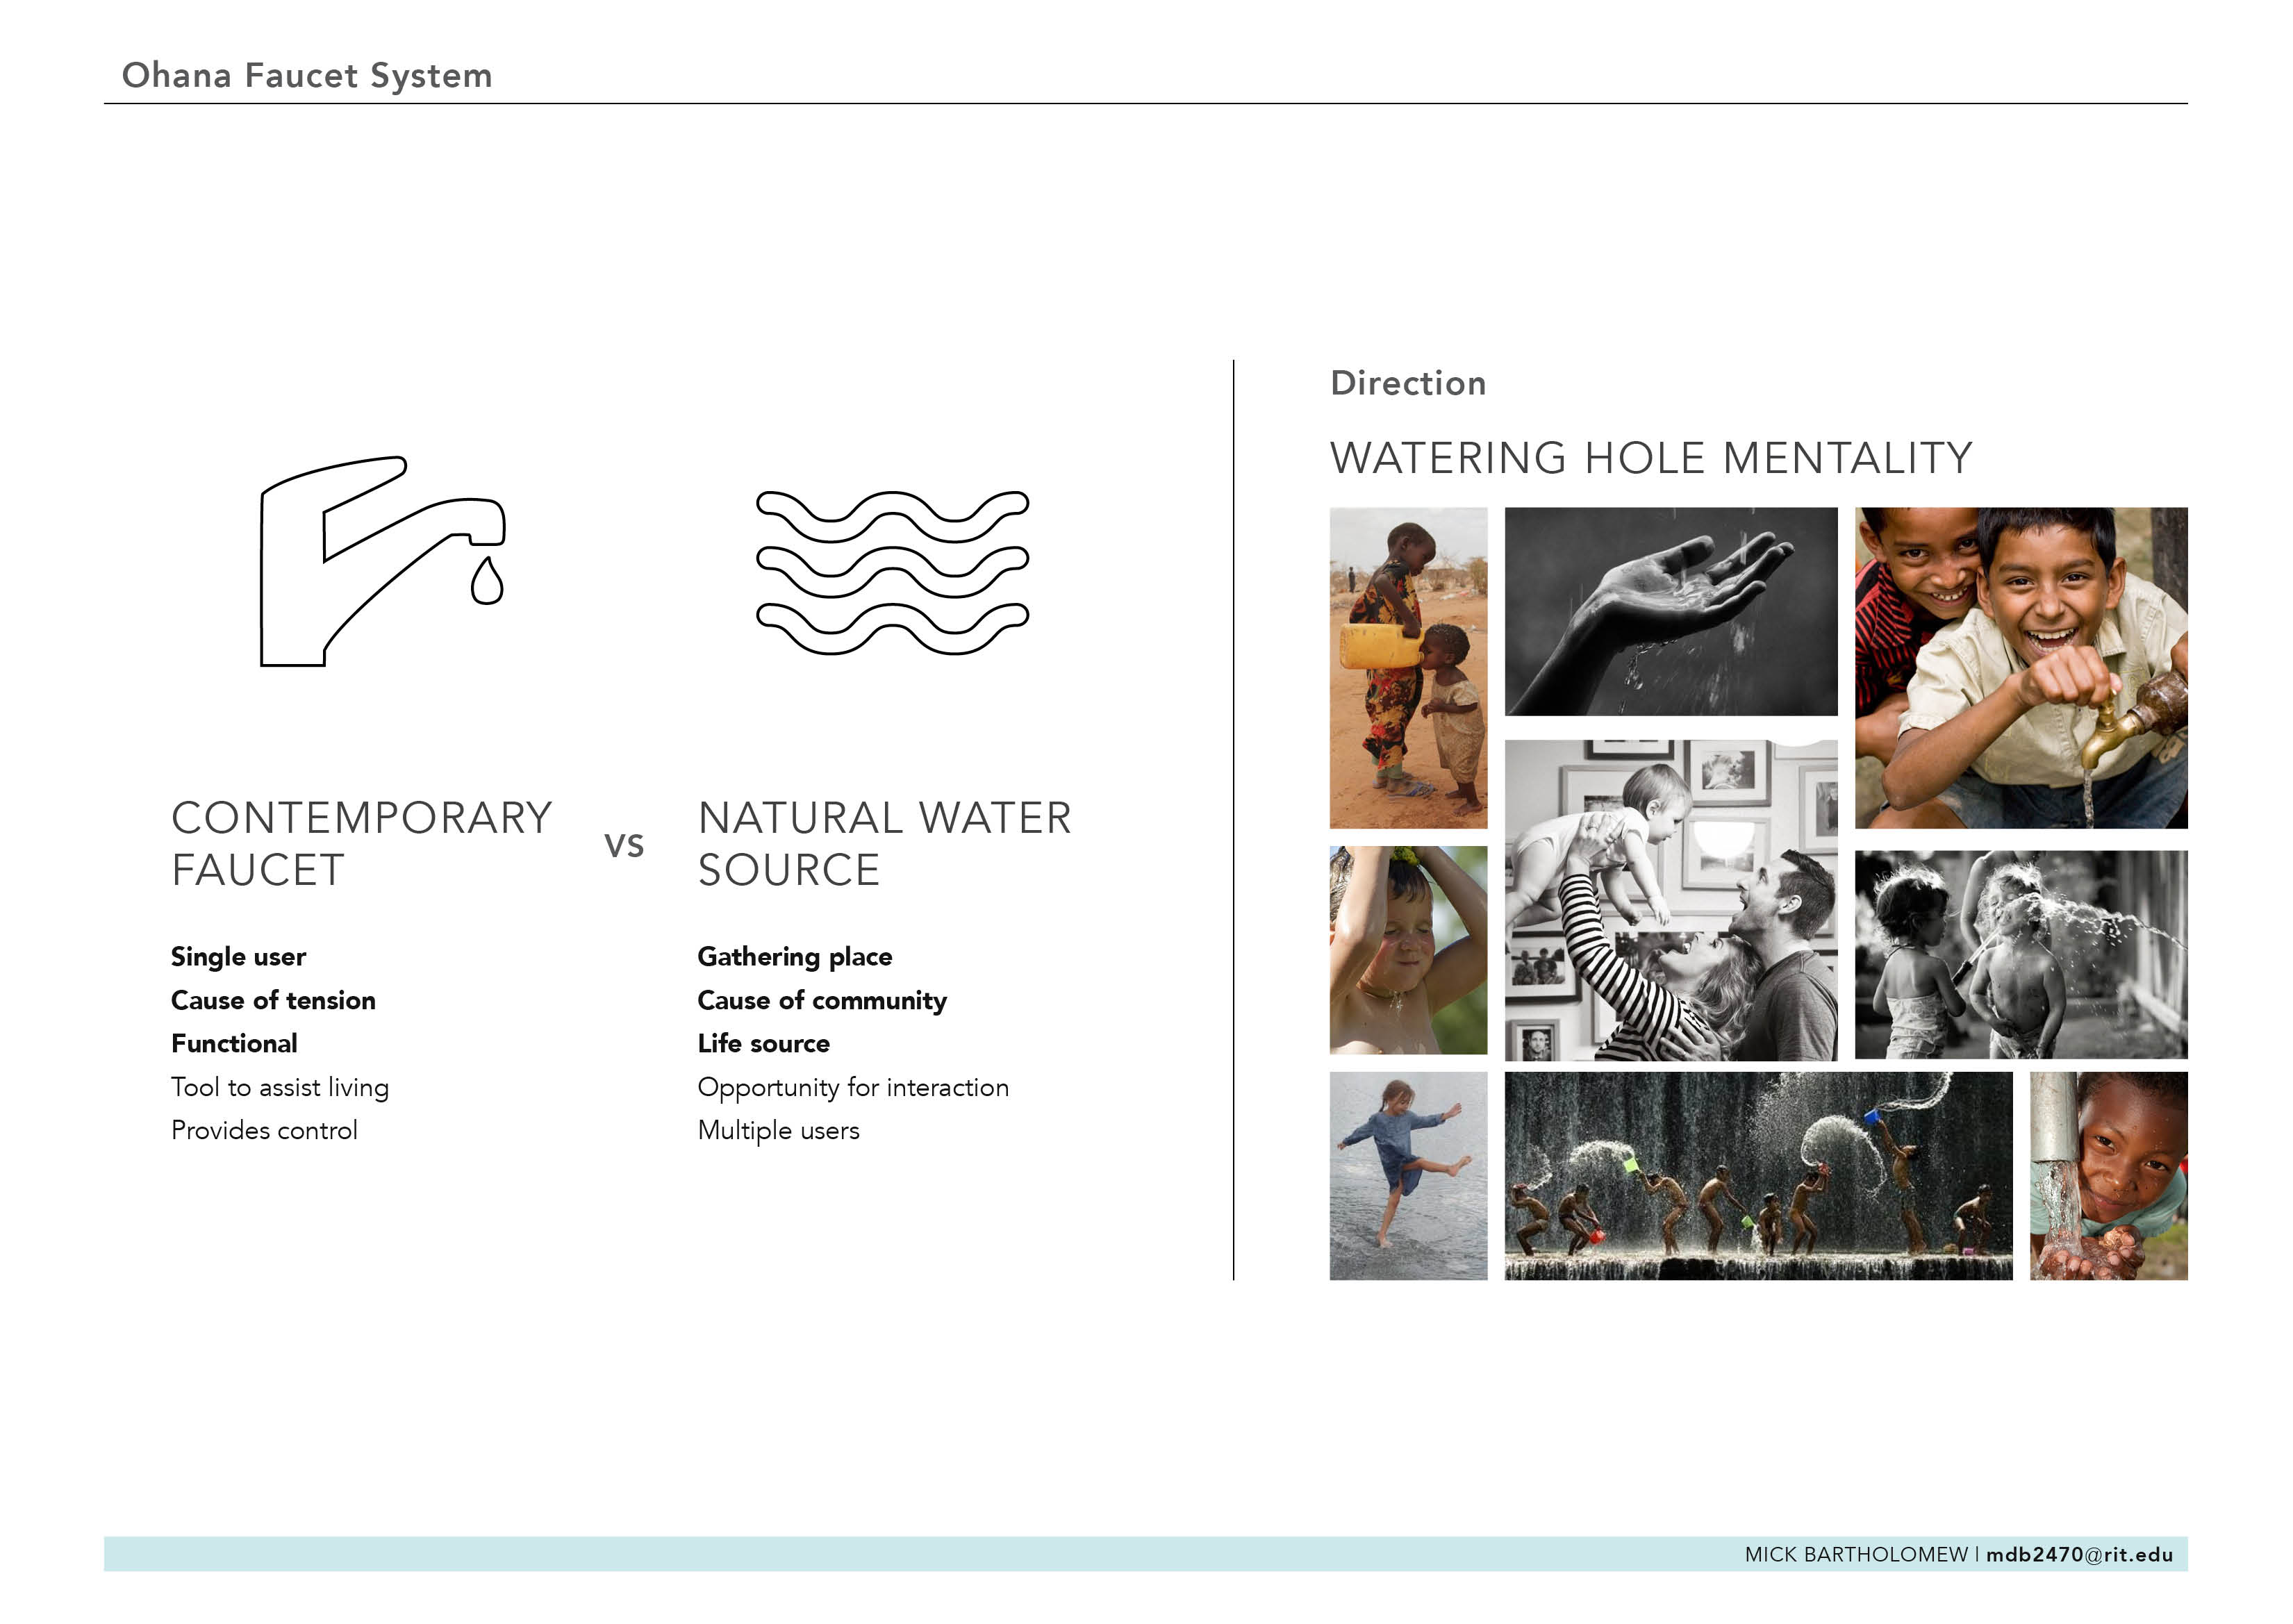 Ohana Faucet System
CONTEMPORARY
FAUCET
Single user
Cause of tension
Functional
Tool to assist living
Provides control
VS
NATURAL WATER
SOURCE
Gathering place
Cause of community
Life source
Opportunity for interaction
Multiple users
Direction
WATERING HOLE MENTALITY
MICK BARTHOLOMEW | mdb2470@rit.edu